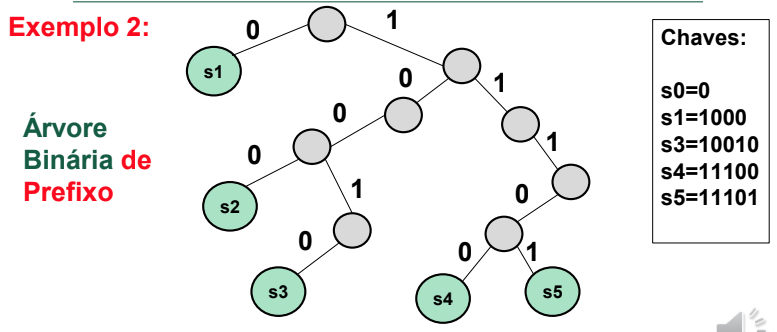 Exemplo 2:
0
1
s1
0
1
Árvore
Binária de
Prefixo
0
1
0
1
0
s2
0
0
1
s3
s4
s5
Chaves:
s0=0
s1=1000
s3=10010
s4=11100
s5=11101